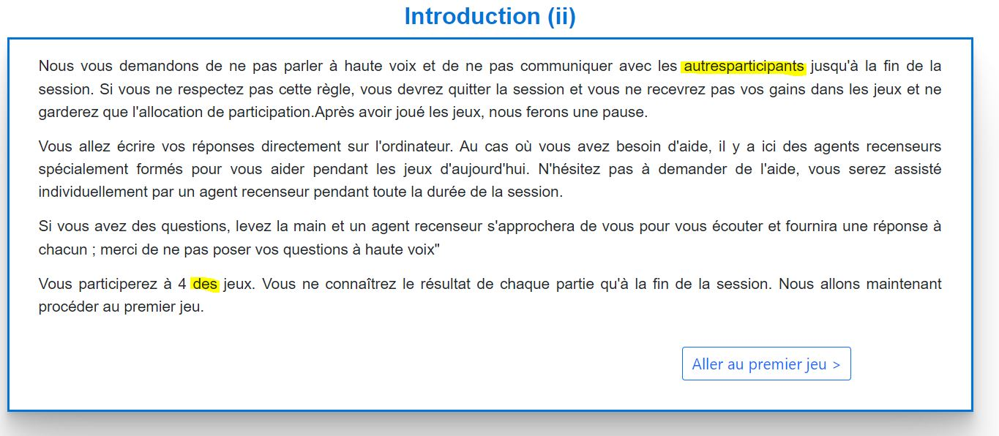 Introduction (ii)
Nous vous demandons de ne pas parler à haute voix et de ne pas communiquer avec les autresparticipants jusqu'à la fin de la
session. Si vous ne respectez pas cette règle, vous devrez quitter la session et vous ne recevrez pas vos gains dans les jeux et ne
garderez que l'allocation de participation.Après avoir joué les jeux, nous ferons une pause.
Vous allez écrire vos réponses directement sur l'ordinateur. Au cas où vous avez besoin d'aide, il y a ici des agents recenseurs
spécialement formés pour vous aider pendant les jeux d'aujourd'hui. N'hésitez pas à demander de l'aide, vous serez assisté
individuellement par un agent recenseur pendant toute la durée de la session.
Si vous avez des questions, levez la main et un agent recenseur s'approchera de vous pour vous écouter et fournira une réponse à
chacun ; merci de ne pas poser vos questions à haute voix"
Vous participerez à 4 des jeux. Vous ne connaîtrez le résultat de chaque partie qu'à la fin de la session. Nous allons maintenant
procéder au premier jeu.
Aller au premier jeu >